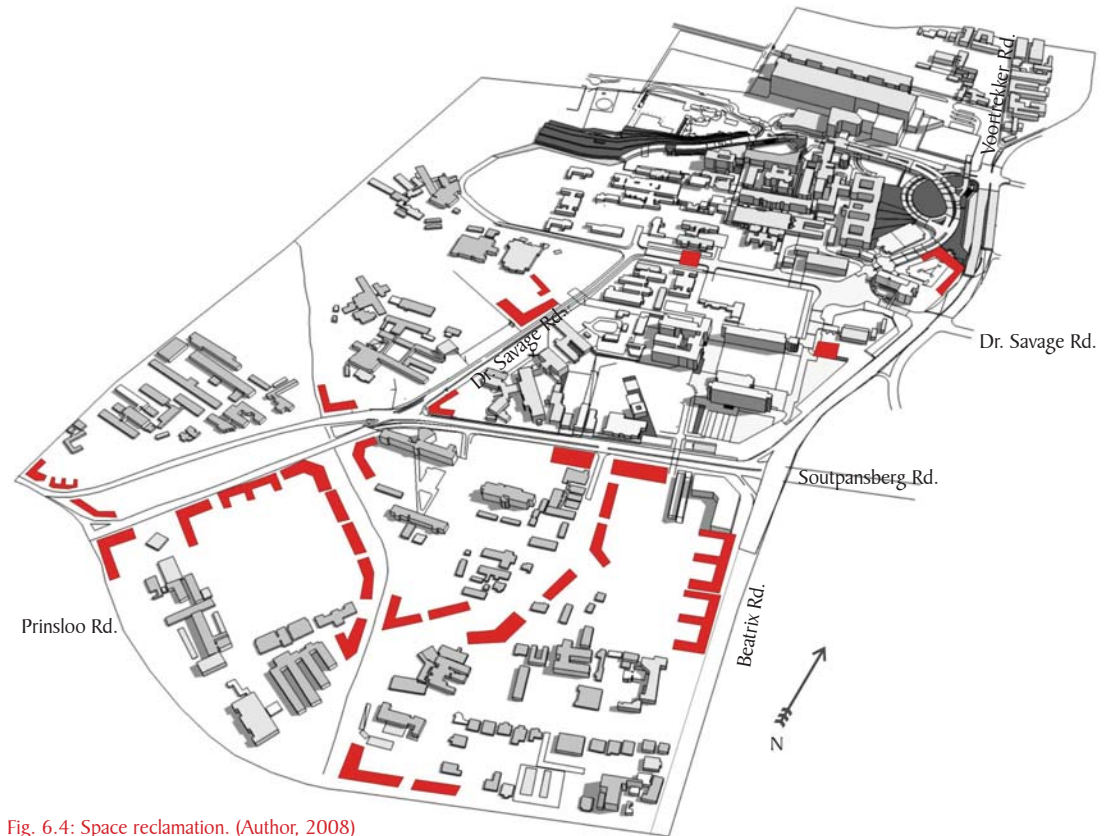 Voortrekker Rd.
Dr. Savage Rd.
Dr. Savage Rd.
Soutpansberg Rd.
Prinsloo Rd.
Beatrix Rd.
N
Fig. 6.4: Space reclamation. (Author, 2008)